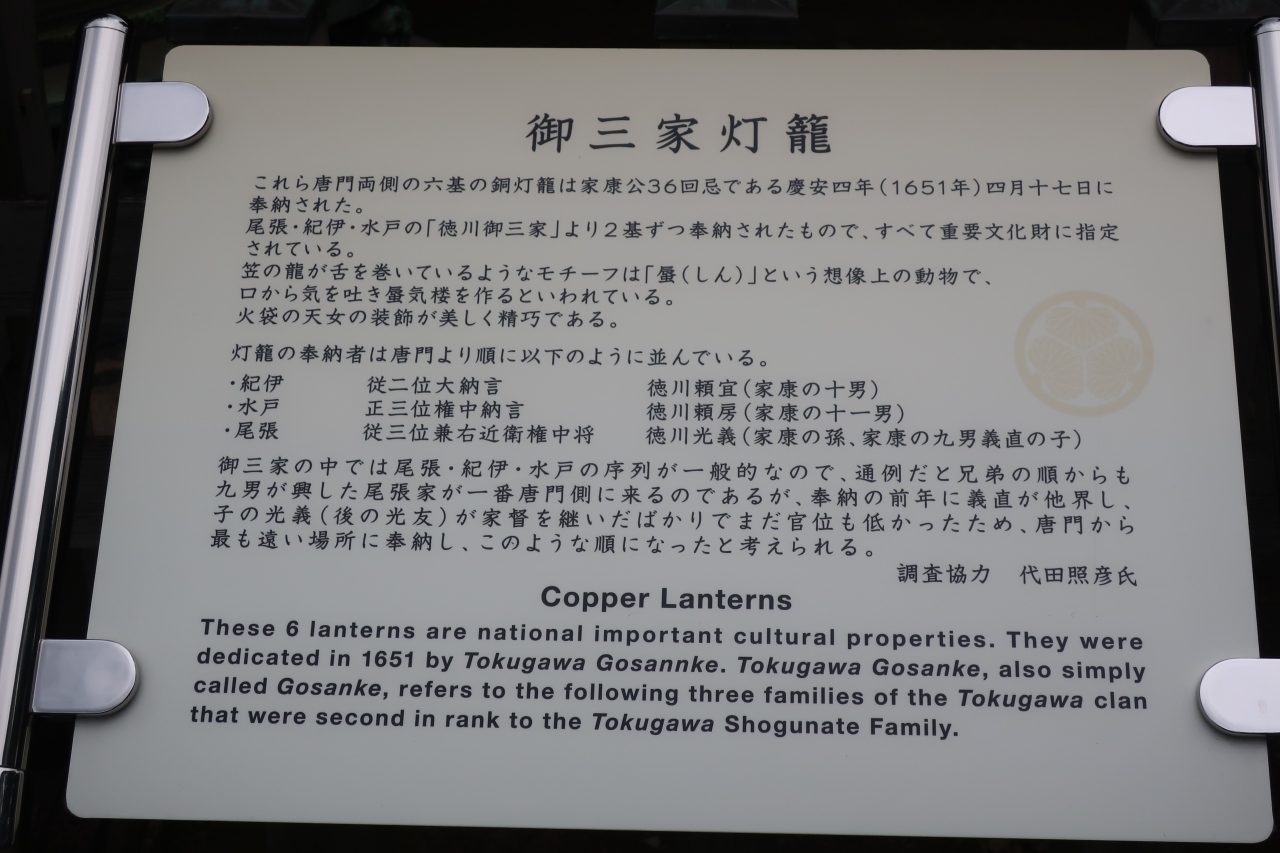 御三家灯籠
これら唐門両側の六基の銅灯籠は家康公36回忌である慶安四年(1651年)四月十七日に
奉納された。
尾張・紀伊・水戸の「徳川御三家」より2基ずつ奉納されたもので、すべて重要文化財に指定
されている。
笠の龍が舌を巻いているようなモチーフは「蜃(しん)」という想像上の動物で、
口から気を吐き蜃気楼を作るといわれている。
火袋の天女の装飾が美しく精巧である。
灯籠の奉納者は唐門より順に以下のように並んでいる。
・紀伊 従二位大納言 徳川頼宣(家康の十男)
・水戸 正三位権中納言 徳川頼房(家康の十一男)
・尾張 従三位兼右近衛権中将 徳川光義(家康の孫、家康の九男義直の子)
御三家の中では尾張・紀伊・水戸の序列が一般的なので、通例だと兄弟の順からも
九男が興した尾張家が一番唐門側に来るのであるが、奉納の前年に義直が他界し、
子の光義(後の光友)が家督を継いだばかりでまだ官位も低かったため、唐門から
最も遠い場所に奉納し、このような順になったと考えられる。
調査協力 代田照彦氏
Copper Lanterns
These 6 lanterns are national important cultural properties. They were
dedicated in 1651 by Tokugawa Gosannke. Tokugawa Gosanke, also simply
called Gosanke, refers to the following three families of the Tokugawa clan
that were second in rank to the Tokugawa Shogunate Family.